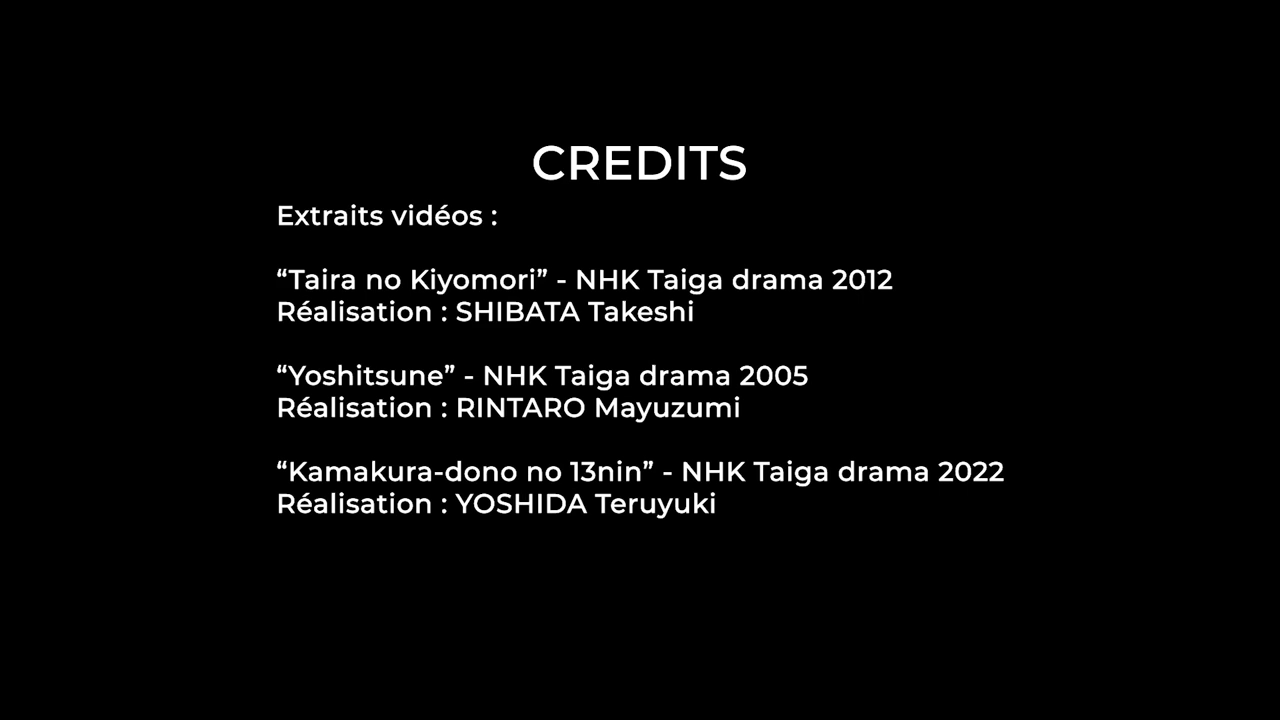 CREDITS
Extraits vidéos :
“Taira no Kiyomori” - NHK Taiga drama 2012
Réalisation : SHIBATA Takeshi
“Yoshitsune” - NHK Taiga drama 2005
Réalisation : RINTARO Mayuzumi
“Kamakura-dono no 13nin” - NHK Taiga drama 2022
Réalisation : YOSHIDA Teruyuki